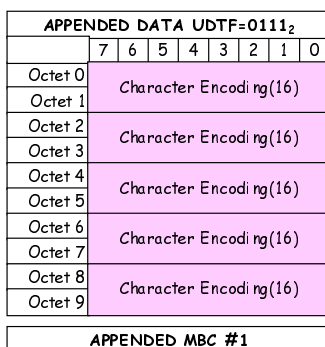 APPENDED DATA UDTF=0111₂
7 6 5 4 3 2 1 0
Octet 0
Character Encoding(16)
Octet 1
Octet 2
Character Encoding(16)
Octet 3
Octet 4
Character Encoding(16)
Octet 5
Octet 6
Character Encoding(16)
Octet 7
Octet 8
Character Encoding(16)
Octet 9
APPENDED MBC #1